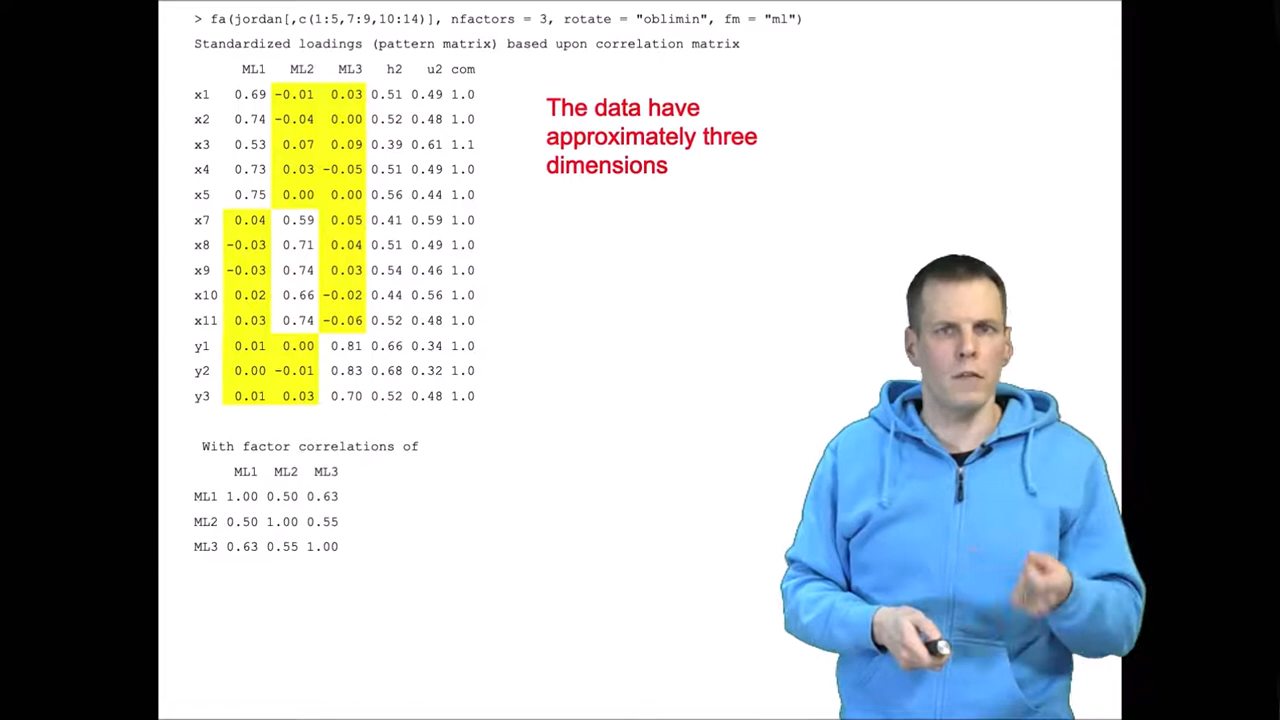 > fa(jordan[,c(1:5,7:9,10:14)], nfactors = 3, rotate = "oblimin", fm = "ml")
Standardized loadings (pattern matrix) based upon correlation matrix
ML1 ML2 ML3 h2 u2 com
x1 0.69 -0.01 0.03 0.51 0.49 1.0
x2 0.74 -0.04 0.00 0.52 0.48 1.0
x3 0.53 0.07 0.09 0.39 0.61 1.1
x4 0.73 0.03 -0.05 0.51 0.49 1.0
x5 0.75 0.00 0.00 0.56 0.44 1.0
x7 0.04 0.59 0.05 0.41 0.59 1.0
x8 -0.03 0.71 0.04 0.51 0.49 1.0
x9 -0.03 0.74 0.03 0.54 0.46 1.0
x10 0.02 0.66 -0.02 0.44 0.56 1.0
x11 0.03 0.74 -0.06 0.52 0.48 1.0
y1 0.01 0.00 0.81 0.66 0.34 1.0
y2 0.00 -0.01 0.83 0.68 0.32 1.0
y3 0.01 0.03 0.70 0.52 0.48 1.0
With factor correlations of
ML1 ML2 ML3
ML1 1.00 0.50 0.63
ML2 0.50 1.00 0.55
ML3 0.63 0.55 1.00
The data have
approximately three
dimensions